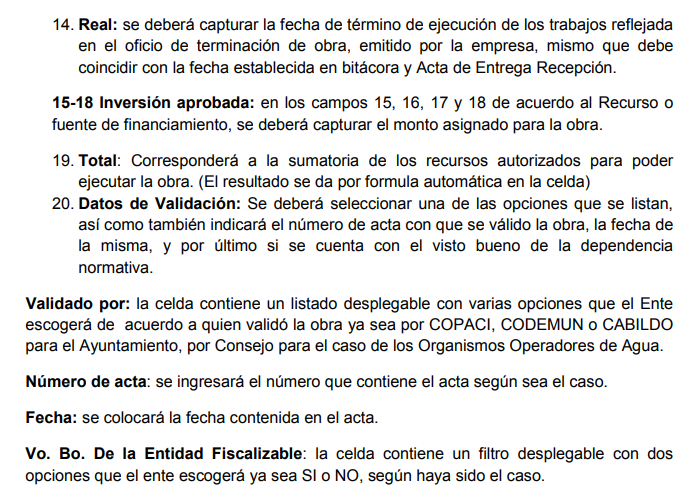 14. Real: se deberá capturar la fecha de término de ejecución de los trabajos reflejada
en el oficio de terminación de obra, emitido por la empresa, mismo que debe
coincidir con la fecha establecida en bitácora y Acta de Entrega Recepción.
15-18 Inversión aprobada: en los campos 15, 16, 17 y 18 de acuerdo al Recurso o
fuente de financiamiento, se deberá capturar el monto asignado para la obra.
19. Total: Corresponderá a la sumatoria de los recursos autorizados para poder
ejecutar la obra. (El resultado se da por formula automática en la celda)
20. Datos de Validación: Se deberá seleccionar una de las opciones que se listan,
así como también indicará el número de acta con que se válido la obra, la fecha de
la misma, y por último si se cuenta con el visto bueno de la dependencia
normativa.
Validado por: la celda contiene un listado desplegable con varias opciones que el Ente
escogerá de acuerdo a quien validó la obra ya sea por COPACI, CODEMUN o CABILDO
para el Ayuntamiento, por Consejo para el caso de los Organismos Operadores de Agua.
Número de acta: se ingresará el número que contiene el acta según sea el caso.
Fecha: se colocará la fecha contenida en el acta.
Vo. Bo. De la Entidad Fiscalizable: la celda contiene un filtro desplegable con dos
opciones que el ente escogerá ya sea SI o NO, según haya sido el caso.